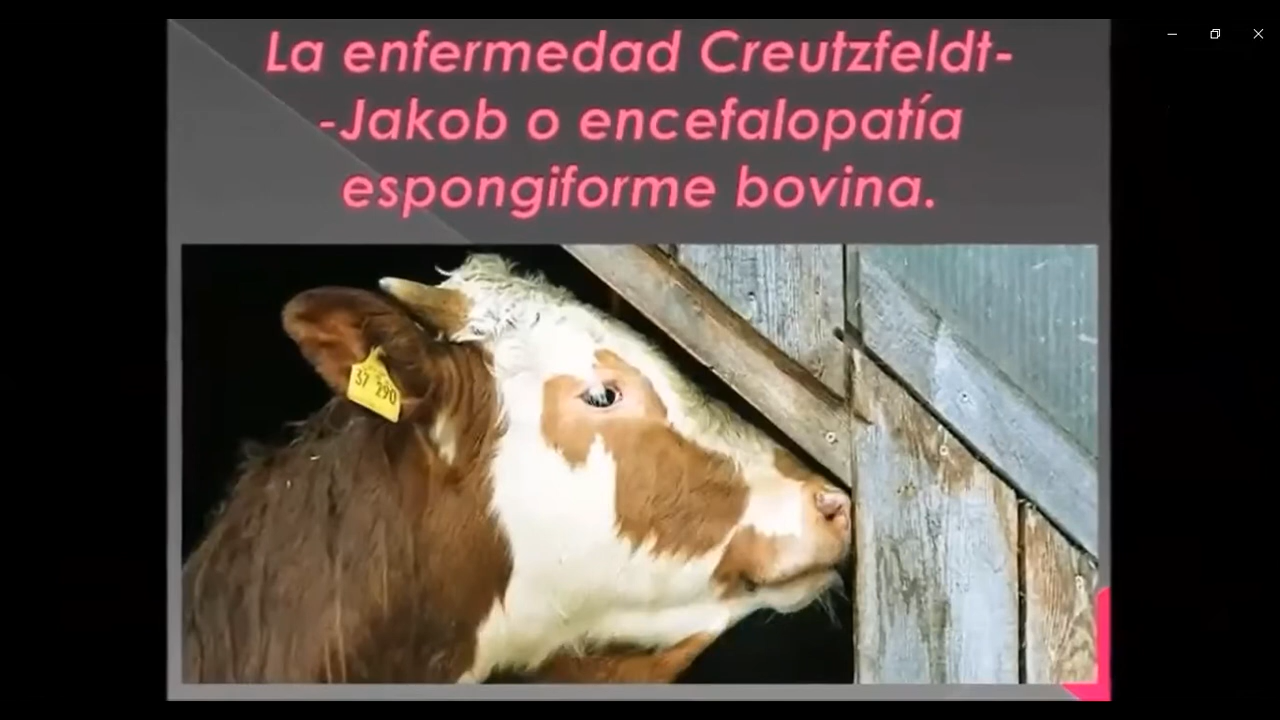 La enfermedad Creutzfeldt-
-Jakob o encefalopatía
espongiforme bovina.
37 290